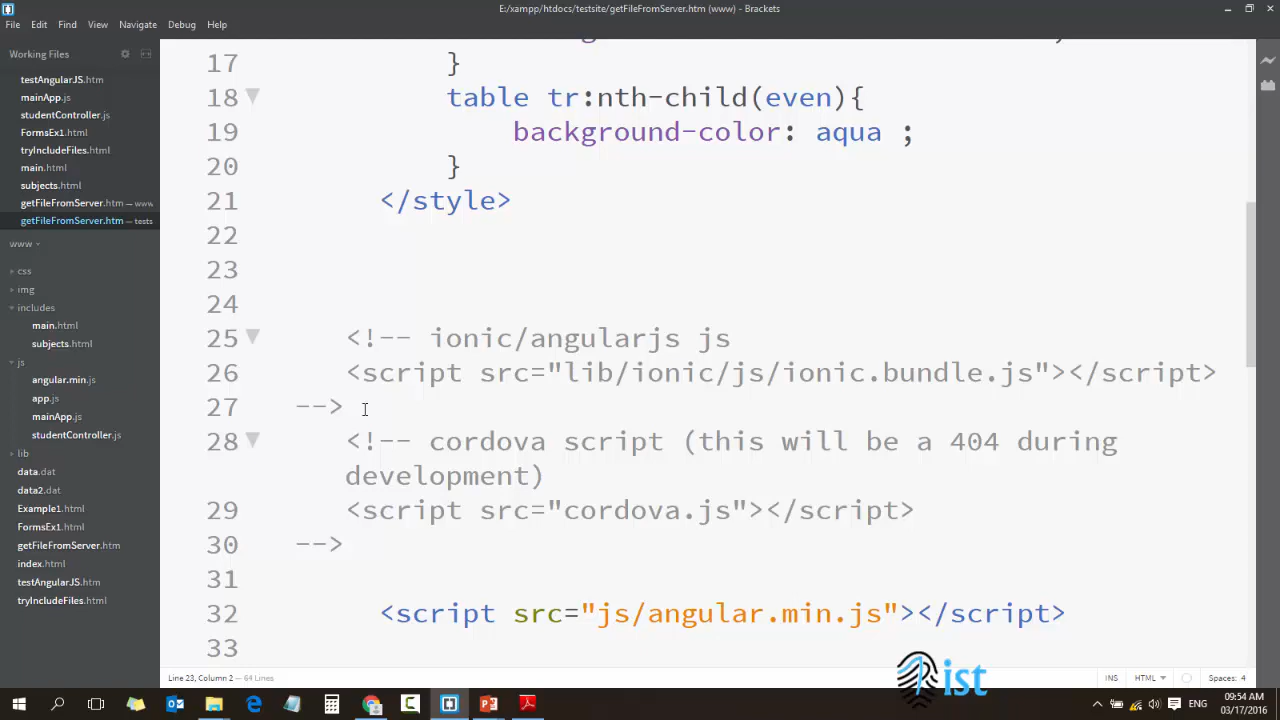 E:/xampp/htdocs/testsite/getFileFromServer.htm (www) - Brackets
File Edit Find View Navigate Debug Help
Working Files
testAngularJS.htm
mainApp.js
studentController.js
FormsEx1.html
tryIncludeFiles.html
main.html
subjects.html
getFileFromServer.htm — www
getFileFromServer.htm — tests
www
css
img
includes
main.html
subjects.html
js
angular.min.js
app.js
mainApp.js
studentController.js
lib
data.dat
data2.dat
Example1.html
FormsEx1.html
getFileFromServer.html
index.html
testAngularJS.htm
tryIncludeFiles.html
17 }
18 table tr:nth-child(even){
19 background-color: aqua ;
20 }
21 </style>
22
23
24
25 <!-- ionic/angularjs js
26 <script src="lib/ionic/js/ionic.bundle.js"></script>
27 -->
28 <!-- cordova script (this will be a 404 during
development)
29 <script src="cordova.js"></script>
30 -->
31
32 <script src="js/angular.min.js"></script>
33
ist
Line 23, Column 2 — 64 Lines
INS HTML Spaces: 4
ENG 09:54 AM
03/17/2016